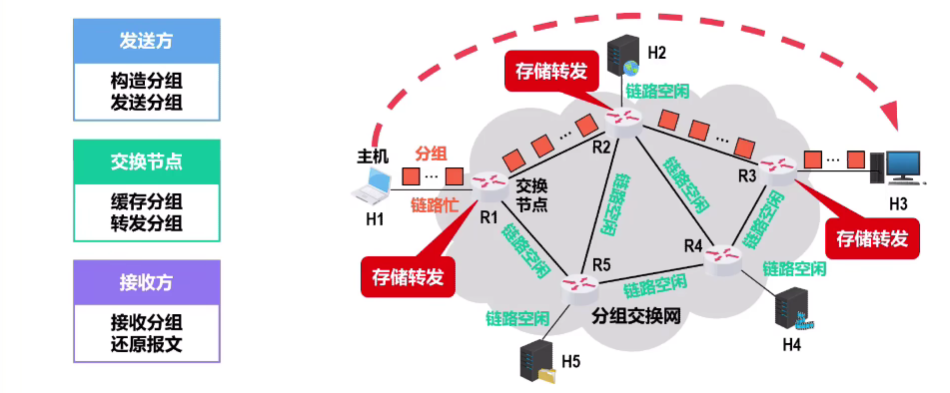 发送方
构造分组
发送分组
交换节点
缓存分组
转发分组
接收方
接收分组
还原报文
H2
存储转发
链路空闲
主机
分组
…
链路忙
H1
R1
交换
节点
存储转发
…
R2
…
R3
…
H3
存储转发
链路空闲
链路空闲
链路空闲
链路空闲
R4
R5
链路空闲
链路空闲
H4
链路空闲
H5
分组交换网